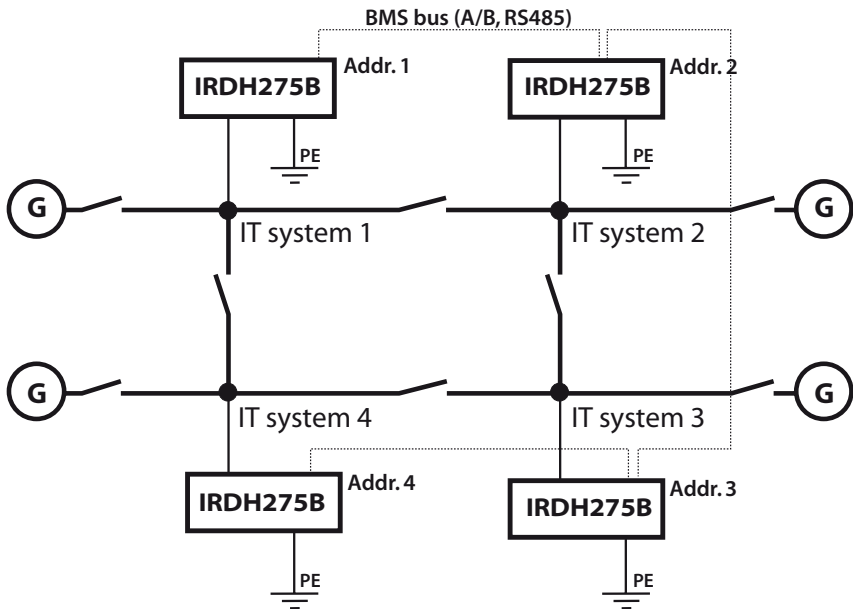 BMS bus (A/B, RS485)
IRDH275B
Addr. 1
IRDH275B
Addr. 2
PE
PE
G
G
IT system 1
IT system 2
G
G
IT system 4
IT system 3
IRDH275B
Addr. 4
IRDH275B
Addr. 3
PE
PE